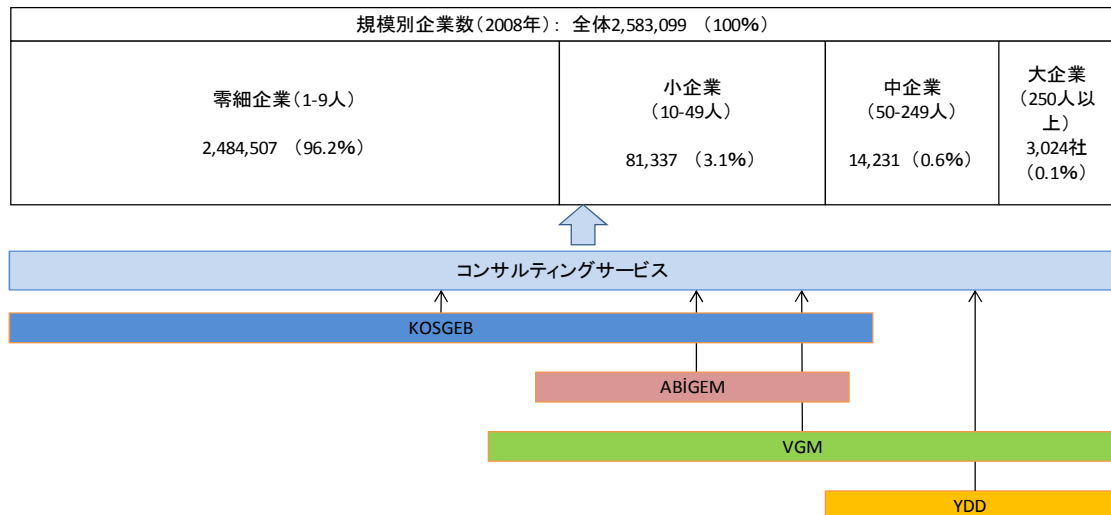 規模別企業数(2008年): 全体2,583,099 (100%)
零細企業(1-9人)
2,484,507 (96.2%)
小企業
(10-49人)
81,337 (3.1%)
中企業
(50-249人)
14,231 (0.6%)
大企業
(250人以
上)
3,024社
(0.1%)
コンサルティングサービス
KOSGEB
ABİGEM
VGM
YDD